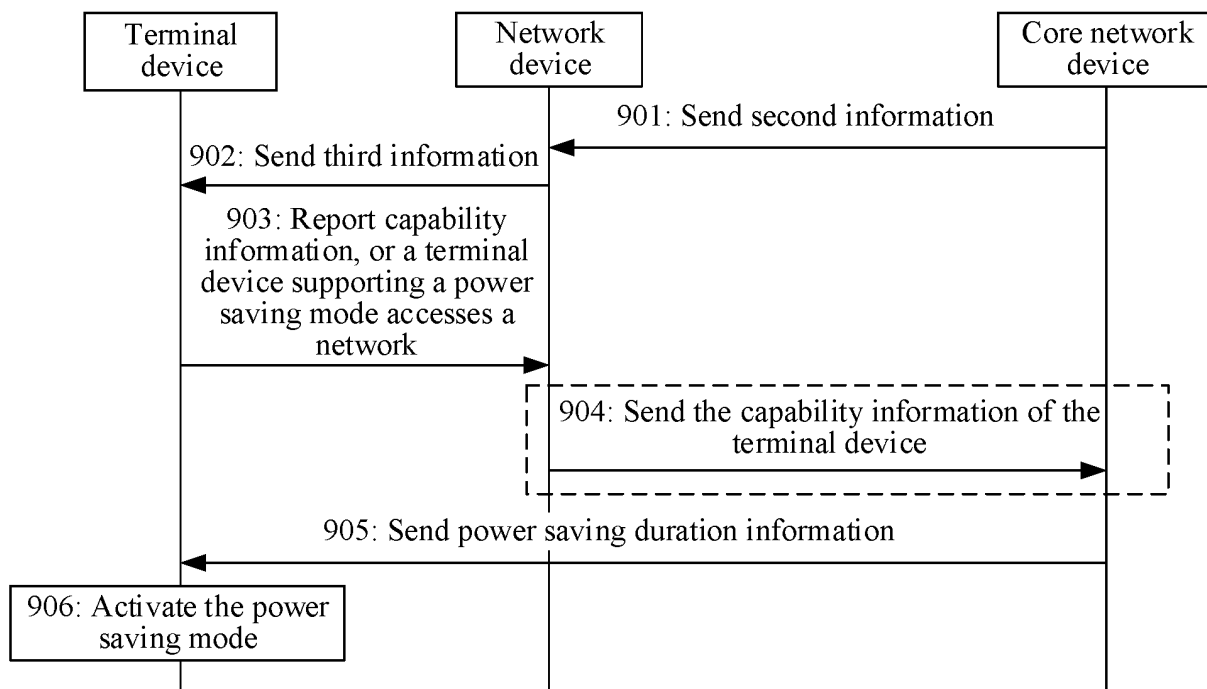 Terminal
device
Network
device
Core network
device
901: Send second information
902: Send third information
903: Report capability
information, or a terminal
device supporting a power
saving mode accesses a
network
904: Send the capability information of the
terminal device
905: Send power saving duration information
906: Activate the power
saving mode